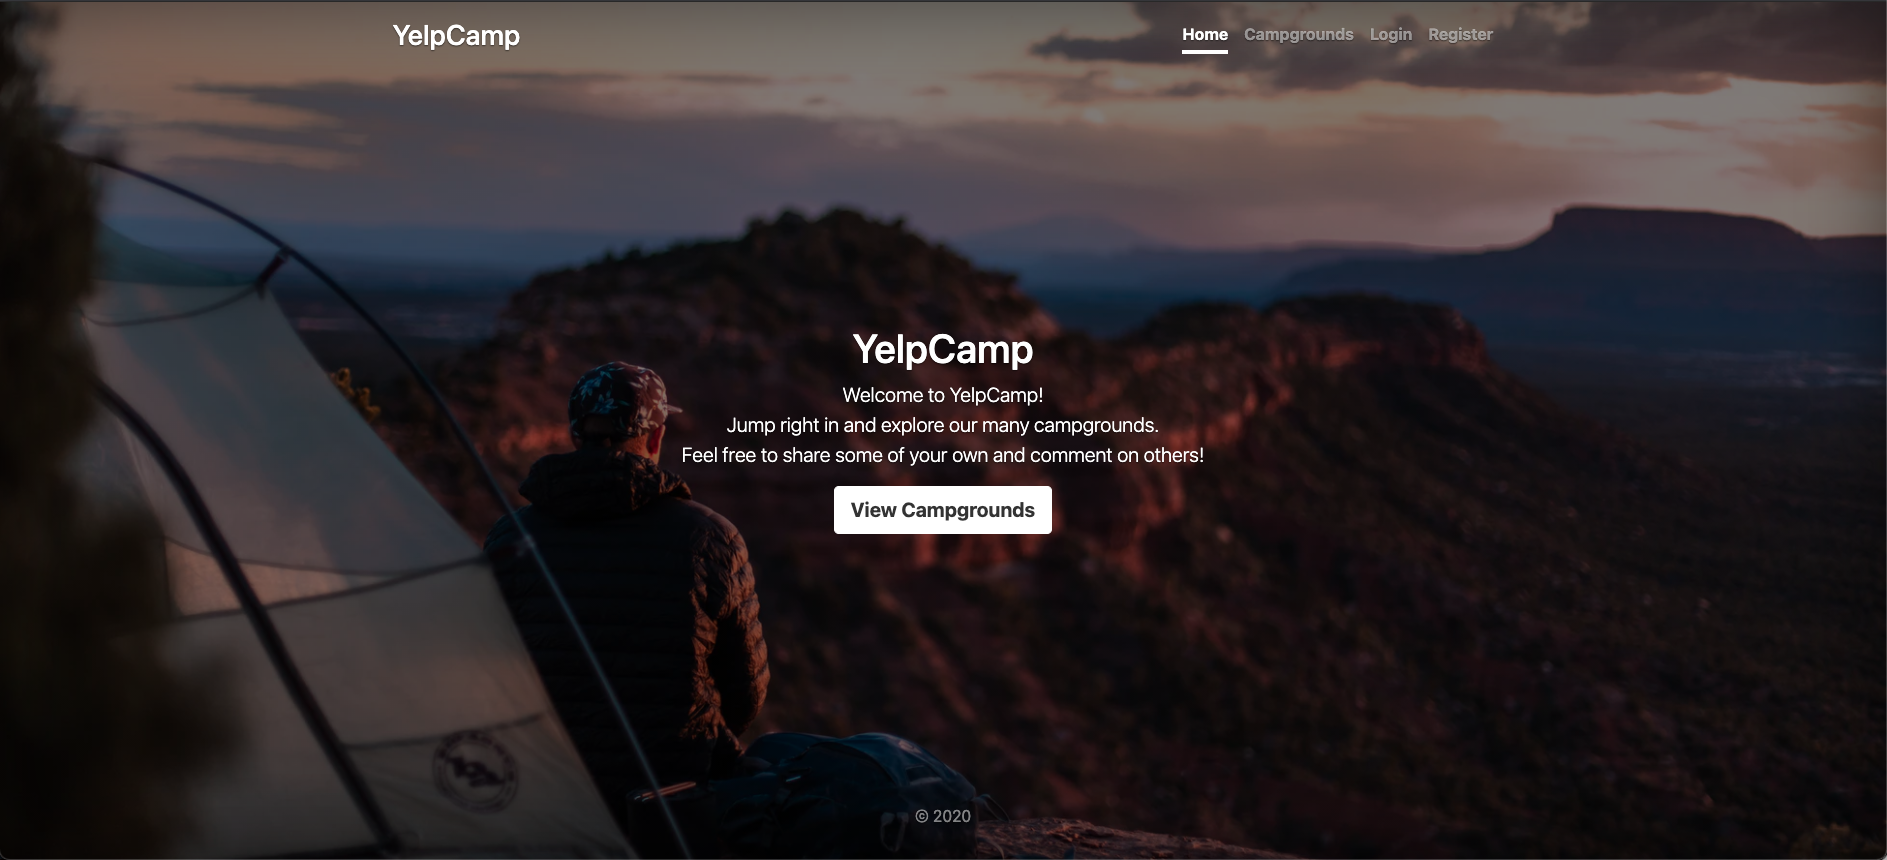 YelpCamp
Home Campgrounds Login Register
YelpCamp
Welcome to YelpCamp!
Jump right in and explore our many campgrounds.
Feel free to share some of your own and comment on others!
View Campgrounds
© 2020